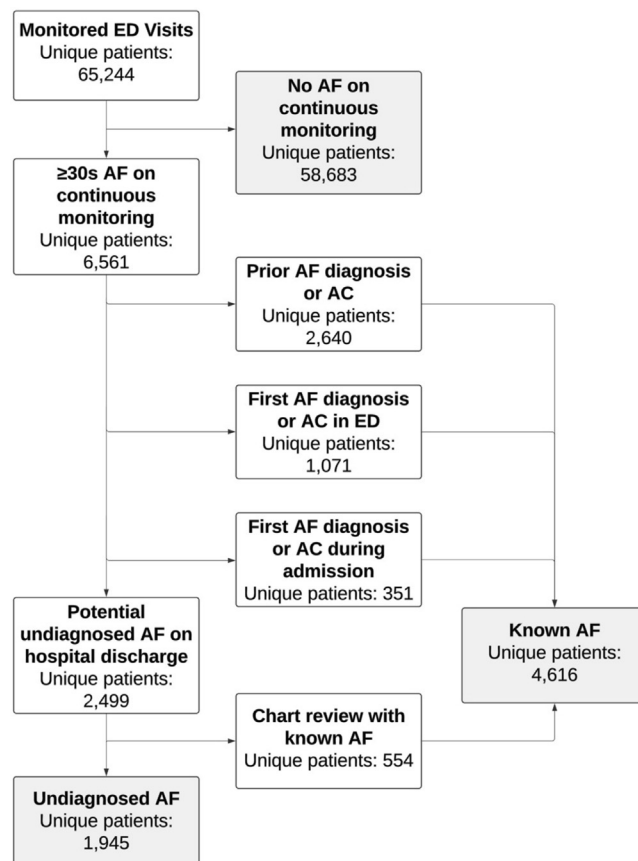 Monitored ED Visits
Unique patients:
65,244
No AF on
continuous
monitoring
Unique patients:
58,683
≥30s AF on
continuous
monitoring
Unique patients:
6,561
Prior AF diagnosis
or AC
Unique patients:
2,640
First AF diagnosis
or AC in ED
Unique patients:
1,071
First AF diagnosis
or AC during
admission
Unique patients: 351
Potential
undiagnosed AF on
hospital discharge
Unique patients:
2,499
Known AF
Unique patients:
4,616
Chart review with
known AF
Unique patients: 554
Undiagnosed AF
Unique patients:
1,945